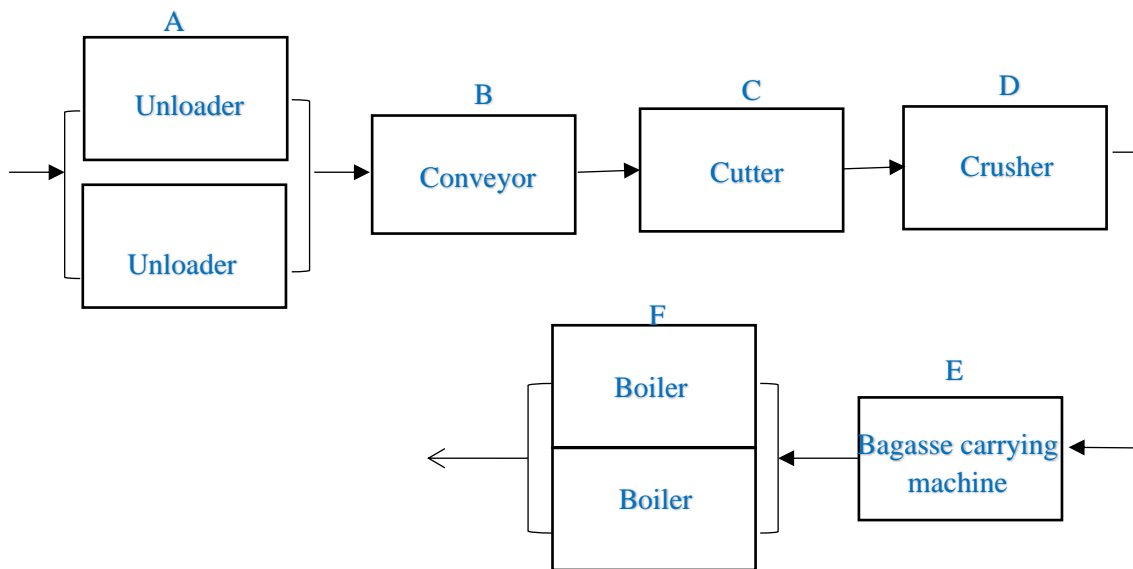 A
Unloader
Unloader
B
Conveyor
C
Cutter
D
Crusher
E
Bagasse carrying
machine
F
Boiler
Boiler